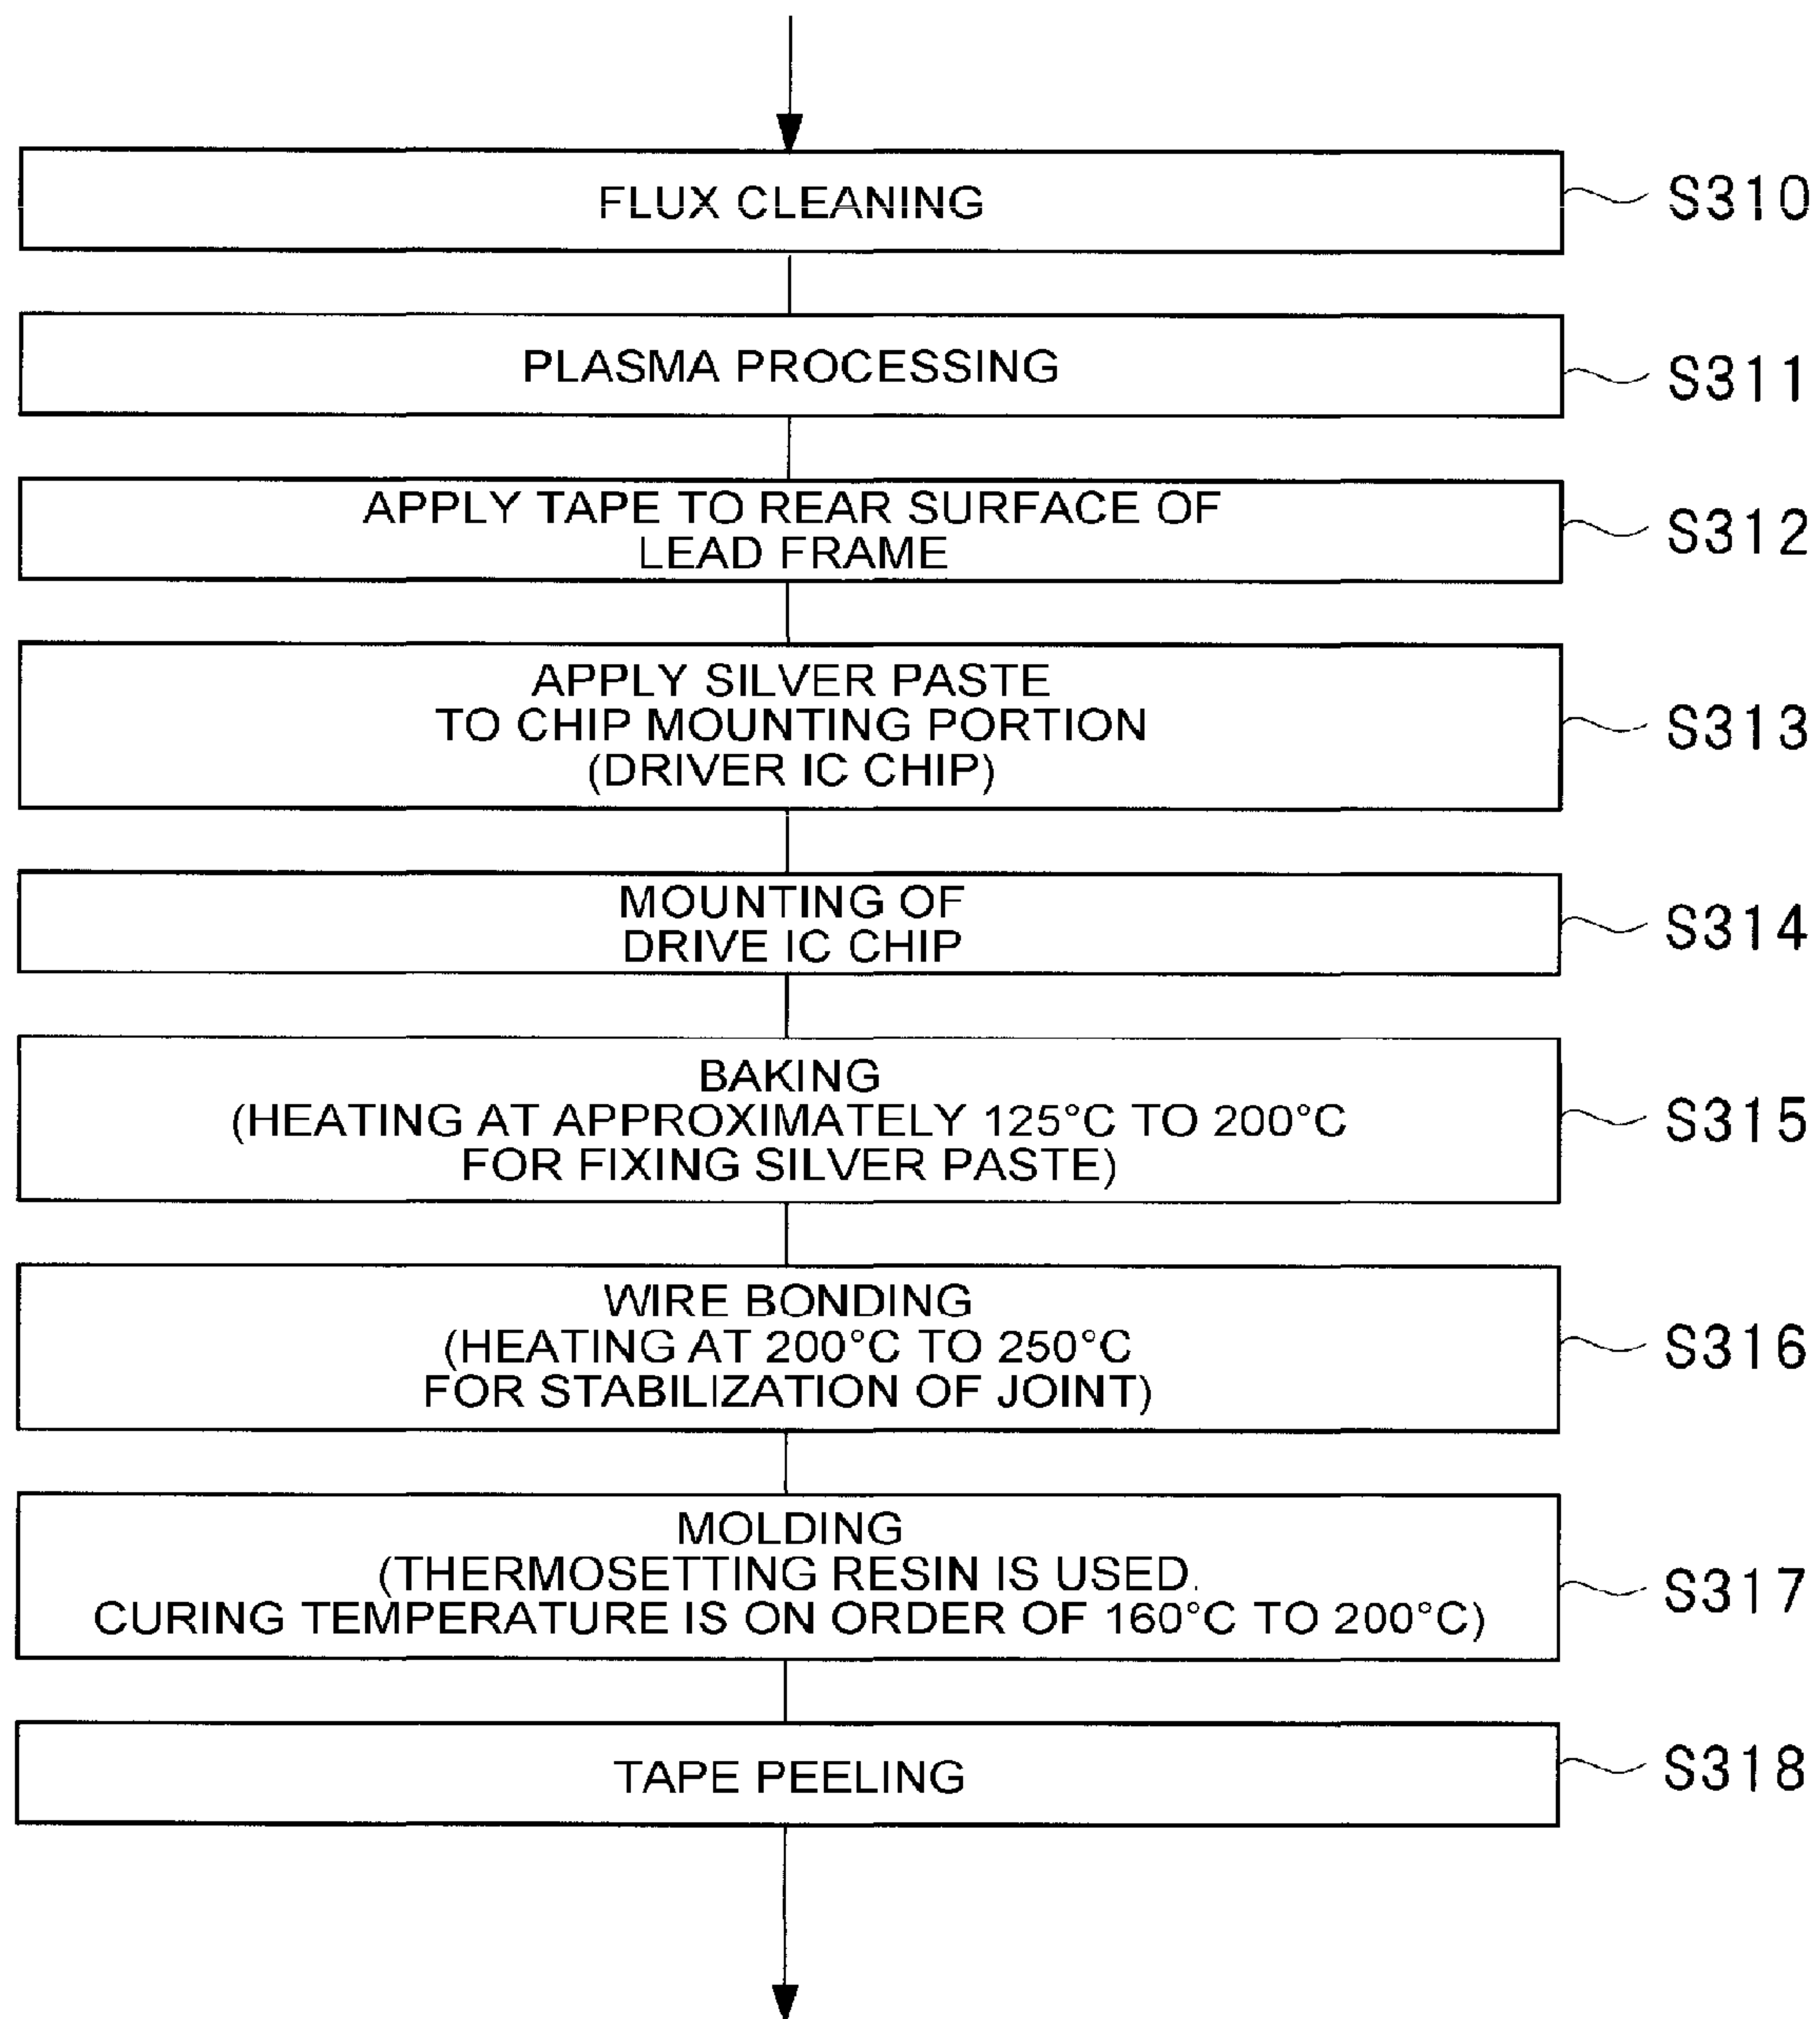 FLUX CLEANING
S310
PLASMA PROCESSING
S311
APPLY TAPE TO REAR SURFACE OF
LEAD FRAME
S312
APPLY SILVER PASTE
TO CHIP MOUNTING PORTION
(DRIVER IC CHIP)
S313
MOUNTING OF
DRIVE IC CHIP
S314
BAKING
(HEATING AT APPROXIMATELY 125°C TO 200°C
FOR FIXING SILVER PASTE)
S315
WIRE BONDING
(HEATING AT 200°C TO 250°C
FOR STABILIZATION OF JOINT)
S316
MOLDING
(THERMOSETTING RESIN IS USED.
CURING TEMPERATURE IS ON ORDER OF 160°C TO 200°C)
S317
TAPE PEELING
S318